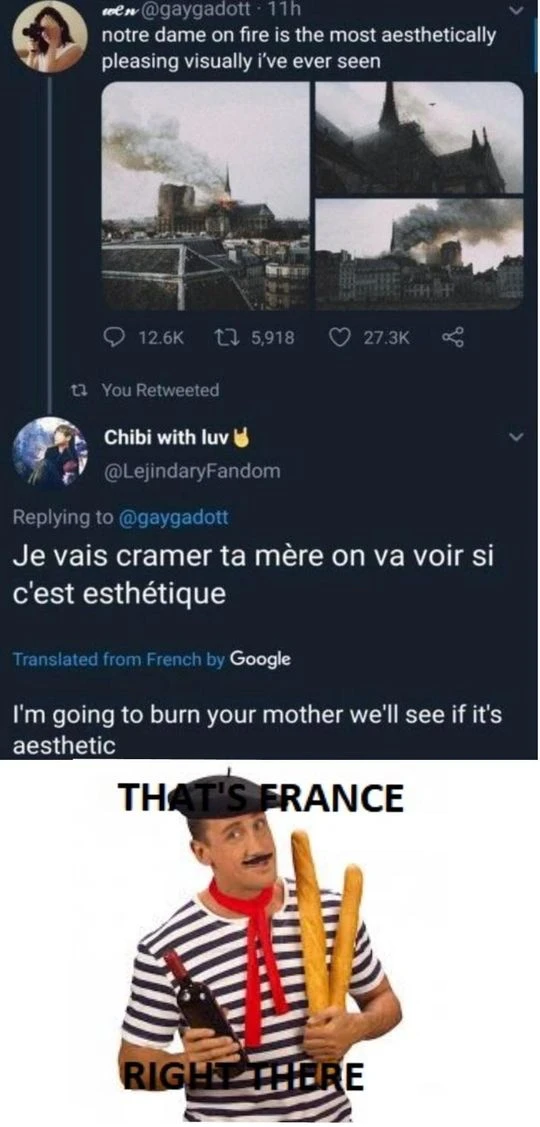 wen @gaygadott · 11h
notre dame on fire is the most aesthetically
pleasing visually i've ever seen
12.6K 5,918 27.3K
You Retweeted
Chibi with luv🤘
@LejindaryFandom
Replying to @gaygadott
Je vais cramer ta mère on va voir si
c'est esthétique
Translated from French by Google
I'm going to burn your mother we'll see if it's
aesthetic
THAT'S FRANCE
RIGHT THERE